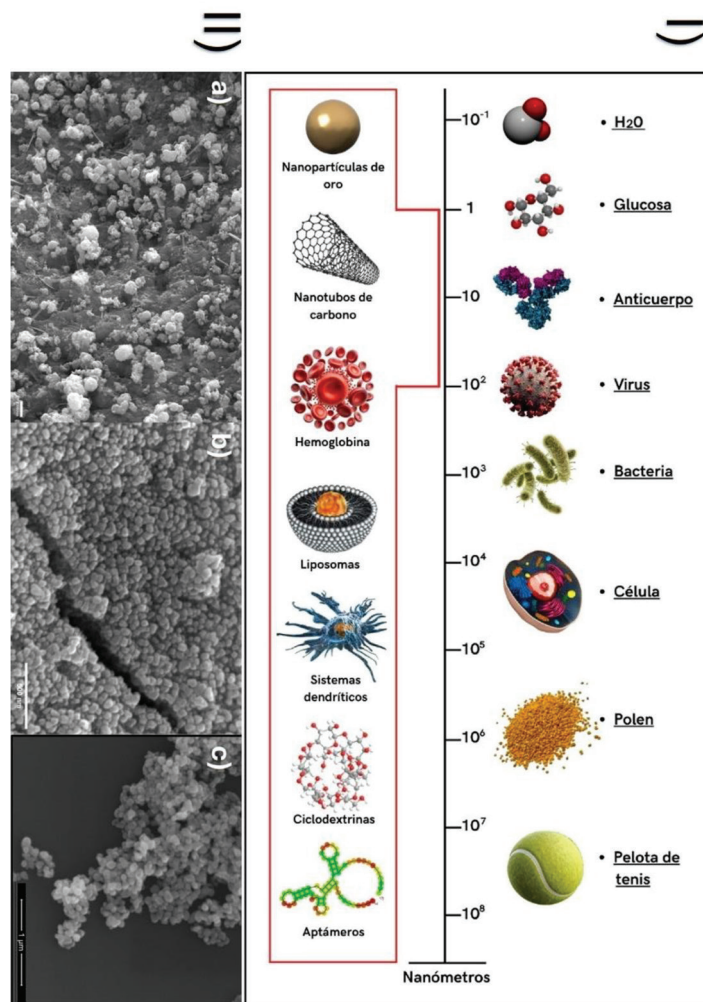 I)
10⁻¹
1
10
10²
10³
10⁴
10⁵
10⁶
10⁷
10⁸
Nanómetros
• H2O
• Glucosa
• Anticuerpo
• Virus
• Bacteria
• Célula
• Polen
• Pelota de
tenis
Nanopartículas de
oro
Nanotubos de
carbono
Hemoglobina
Liposomas
Sistemas
dendríticos
Ciclodextrinas
Aptámeros
II)
a)
b)
c)
1 µm